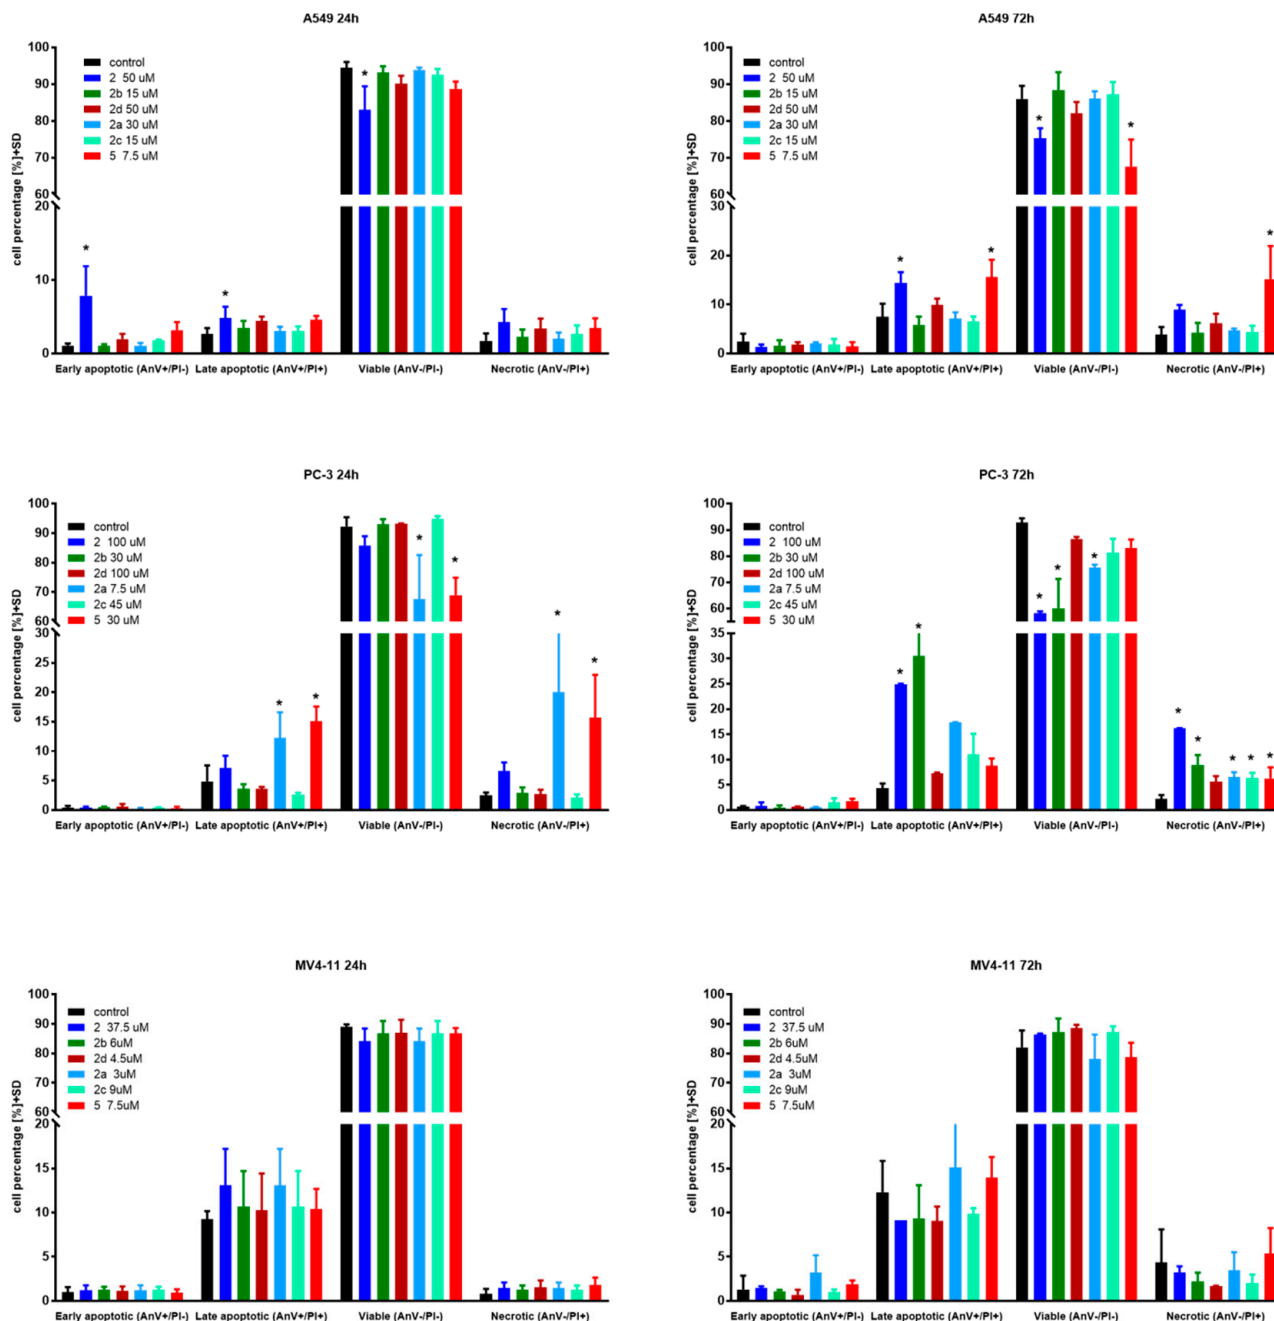 A549 24h
cell percentage [%]+SD
100
90
80
70
60
20
10
0
control
2 50 uM
2b 15 uM
2d 50 uM
2a 30 uM
2c 15 uM
5 7.5 uM
*
*
*
Early apoptotic (AnV+/PI-)
Late apoptotic (AnV+/PI+)
Viable (AnV-/PI-)
Necrotic (AnV-/PI+)
A549 72h
cell percentage [%]+SD
100
90
80
70
60
30
20
10
0
control
2 50 uM
2b 15 uM
2d 50 uM
2a 30 uM
2c 15 uM
5 7.5 uM
*
*
*
*
*
Early apoptotic (AnV+/PI-)
Late apoptotic (AnV+/PI+)
Viable (AnV-/PI-)
Necrotic (AnV-/PI+)
PC-3 24h
cell percentage [%]+SD
100
90
80
70
60
30
25
20
15
10
5
0
control
2 100 uM
2b 30 uM
2d 100 uM
2a 7.5 uM
2c 45 uM
5 30 uM
*
*
*
*
*
*
Early apoptotic (AnV+/PI-)
Late apoptotic (AnV+/PI+)
Viable (AnV-/PI-)
Necrotic (AnV-/PI+)
PC-3 72h
cell percentage [%]+SD
100
90
80
70
60
35
30
25
20
15
10
5
0
control
2 100 uM
2b 30 uM
2d 100 uM
2a 7.5 uM
2c 45 uM
5 30 uM
*
*
*
*
*
*
*
*
*
*
Early apoptotic (AnV+/PI-)
Late apoptotic (AnV+/PI+)
Viable (AnV-/PI-)
Necrotic (AnV-/PI+)
MV4-11 24h
cell percentage [%]+SD
100
90
80
70
60
20
15
10
5
0
control
2 37.5 uM
2b 6uM
2d 4.5uM
2a 3uM
2c 9uM
5 7.5uM
Early apoptotic (AnV+/PI-)
Late apoptotic (AnV+/PI+)
Viable (AnV-/PI-)
Necrotic (AnV-/PI+)
MV4-11 72h
cell percentage [%]+SD
100
90
80
70
60
20
15
10
5
0
control
2 37.5 uM
2b 6uM
2d 4.5uM
2a 3uM
2c 9uM
5 7.5uM
Early apoptotic (AnV+/PI-)
Late apoptotic (AnV+/PI+)
Viable (AnV-/PI-)
Necrotic (AnV-/PI+)